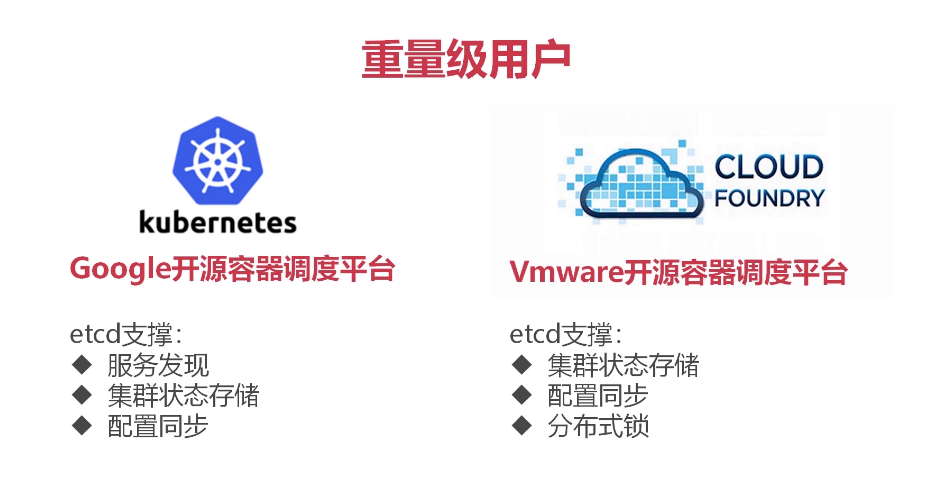 重量级用户
kubernetes
Google开源容器调度平台
etcd支撑：
◆ 服务发现
◆ 集群状态存储
◆ 配置同步
CLOUD
FOUNDRY
Vmware开源容器调度平台
etcd支撑：
◆ 集群状态存储
◆ 配置同步
◆ 分布式锁